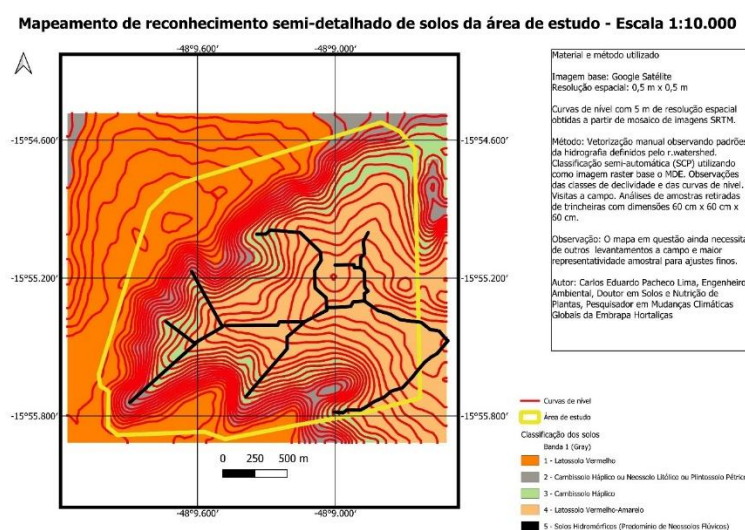 Mapeamento de reconhecimento semi-detalhado de solos da área de estudo - Escala 1:10.000
-48°9.600' -48°9.000'
Material e método utilizado
Imagem base: Google Satélite
Resolução espacial: 0,5 m x 0,5 m
Curvas de nível com 5 m de resolução espacial
obtidas a partir de mosaico de imagens SRTM.
Método: Vetorização manual observando padrões
da hidrografia definidos pelo r.watershed.
Classificação semi-automática (SCP) utilizando
como imagem raster base o MDE. Observações
das classes de declividade e das curvas de nível.
Visitas a campo. Análises de amostras retiradas
de trincheiras com dimensões 60 cm x 60 cm x
60 cm.
Observação: O mapa em questão ainda necessita
de outros levantamentos a campo e maior
representatividade amostral para ajustes finos.
Autor: Carlos Eduardo Pacheco Lima, Engenheiro
Ambiental, Doutor em Solos e Nutrição de
Plantas, Pesquisador em Mudanças Climáticas
Globais da Embrapa Hortaliças
-15°54.600' -15°54.600'
-15°55.200' -15°55.200'
-15°55.800' -15°55.800'
0 250 500 m
-48°9.600' -48°9.000'
Curvas de nível
Área de estudo
Classificação dos solos
Banda 1 (Gray)
1 - Latossolo Vermelho
2 - Cambissolo Háplico ou Neossolo Litólico ou Plintossolo Pétrico
3 - Cambissolo Háplico
4 - Latossolo Vermelho-Amarelo
5 - Solos Hidromórficos (Predomínio de Neossolos Flúvicos)